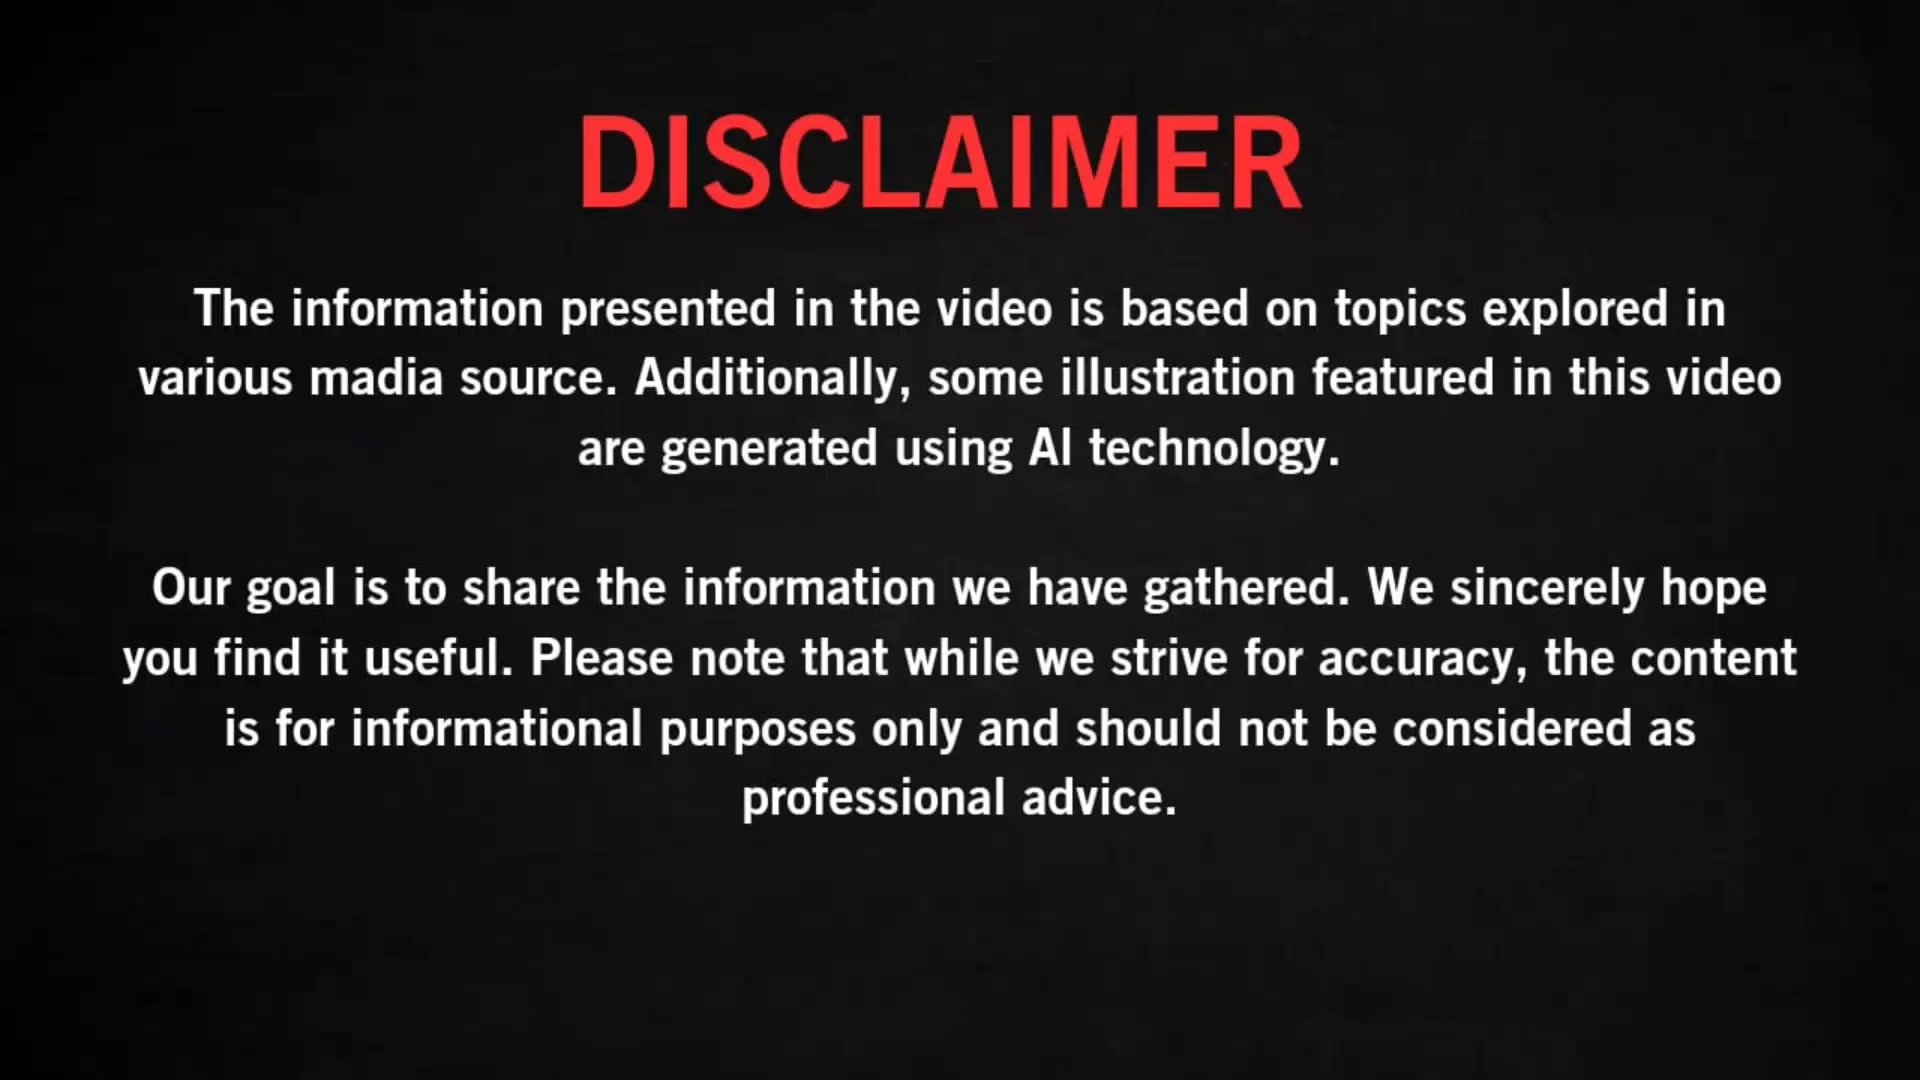 DISCLAIMER
The information presented in the video is based on topics explored in
various madia source. Additionally, some illustration featured in this video
are generated using AI technology.
Our goal is to share the information we have gathered. We sincerely hope
you find it useful. Please note that while we strive for accuracy, the content
is for informational purposes only and should not be considered as
professional advice.